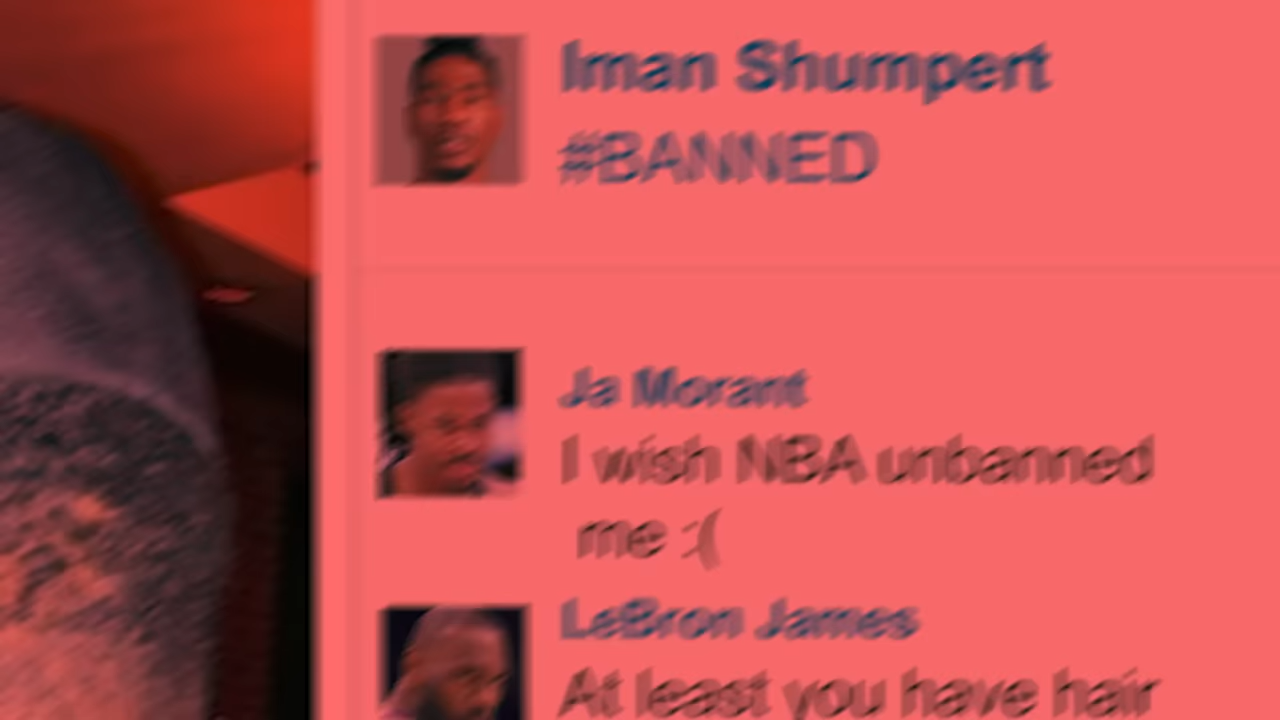 Iman Shumpert
#BANNED
Ja Morant
I wish NBA unbanned
me :(
LeBron James
At least you have hair